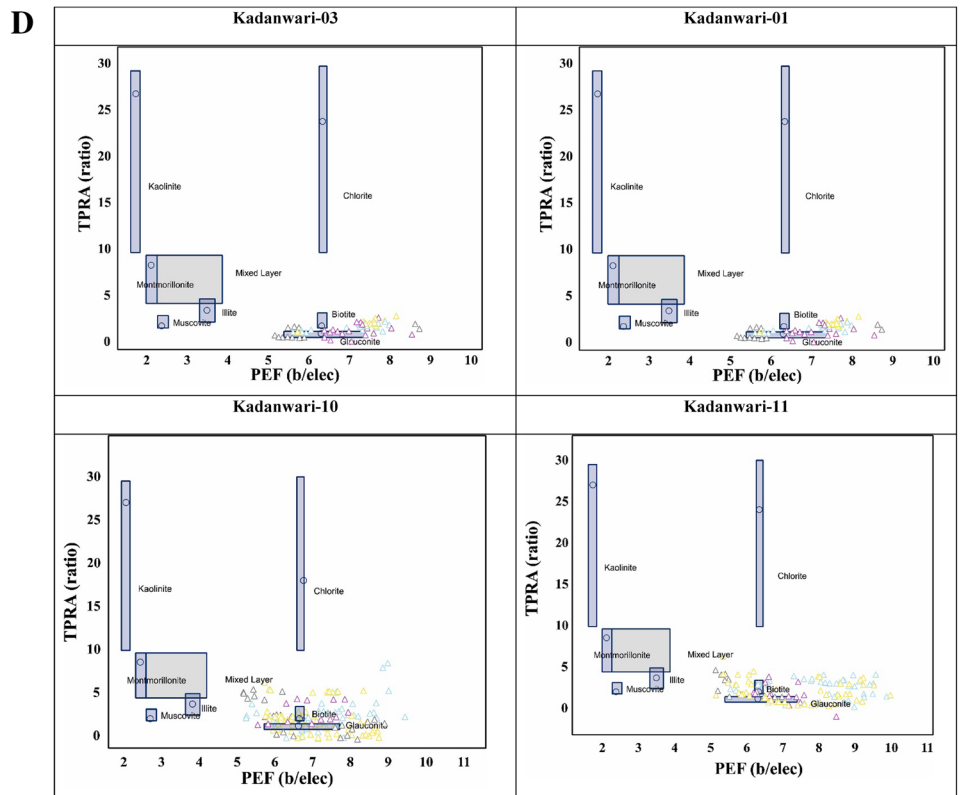 D
Kadanwari-03
Kadanwari-01
30
25
20
15
10
5
0
TPRA (ratio)
Kaolinite
Chlorite
Mixed Layer
Montmorillonite
Illite
Muscovite
Biotite
Glauconite
2 3 4 5 6 7 8 9 10
PEF (b/elec)
30
25
20
15
10
5
0
TPRA (ratio)
Kaolinite
Chlorite
Mixed Layer
Montmorillonite
Illite
Muscovite
Biotite
Glauconite
2 3 4 5 6 7 8 9 10
PEF (b/elec)
Kadanwari-10
Kadanwari-11
30
25
20
15
10
5
0
TPRA (ratio)
Kaolinite
Chlorite
Mixed Layer
Montmorillonite
Illite
Muscovite
Biotite
Glauconite
2 3 4 5 6 7 8 9 10 11
PEF (b/elec)
30
25
20
15
10
5
0
TPRA (ratio)
Kaolinite
Chlorite
Mixed Layer
Montmorillonite
Illite
Muscovite
Biotite
Glauconite
2 3 4 5 6 7 8 9 10 11
PEF (b/elec)